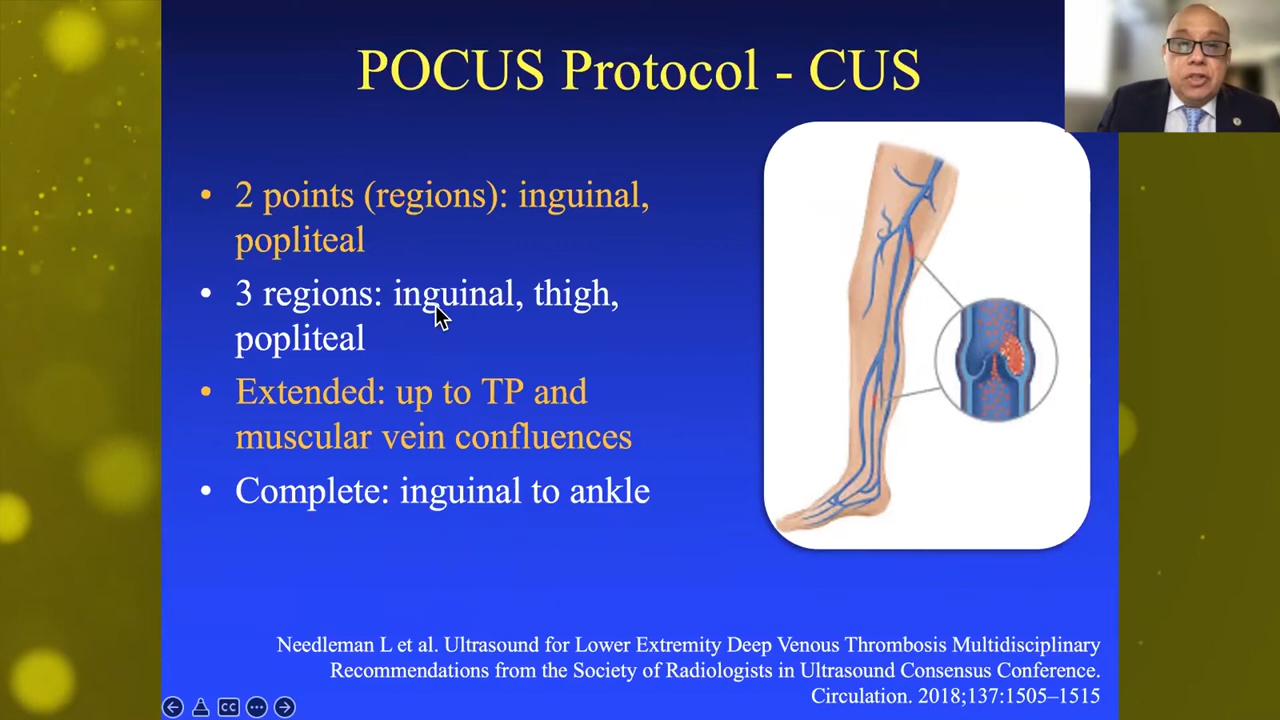 POCUS Protocol - CUS
• 2 points (regions): inguinal,
popliteal
• 3 regions: inguinal, thigh,
popliteal
• Extended: up to TP and
muscular vein confluences
• Complete: inguinal to ankle
Needleman L et al. Ultrasound for Lower Extremity Deep Venous Thrombosis Multidisciplinary
Recommendations from the Society of Radiologists in Ultrasound Consensus Conference.
Circulation. 2018;137:1505–1515
CC